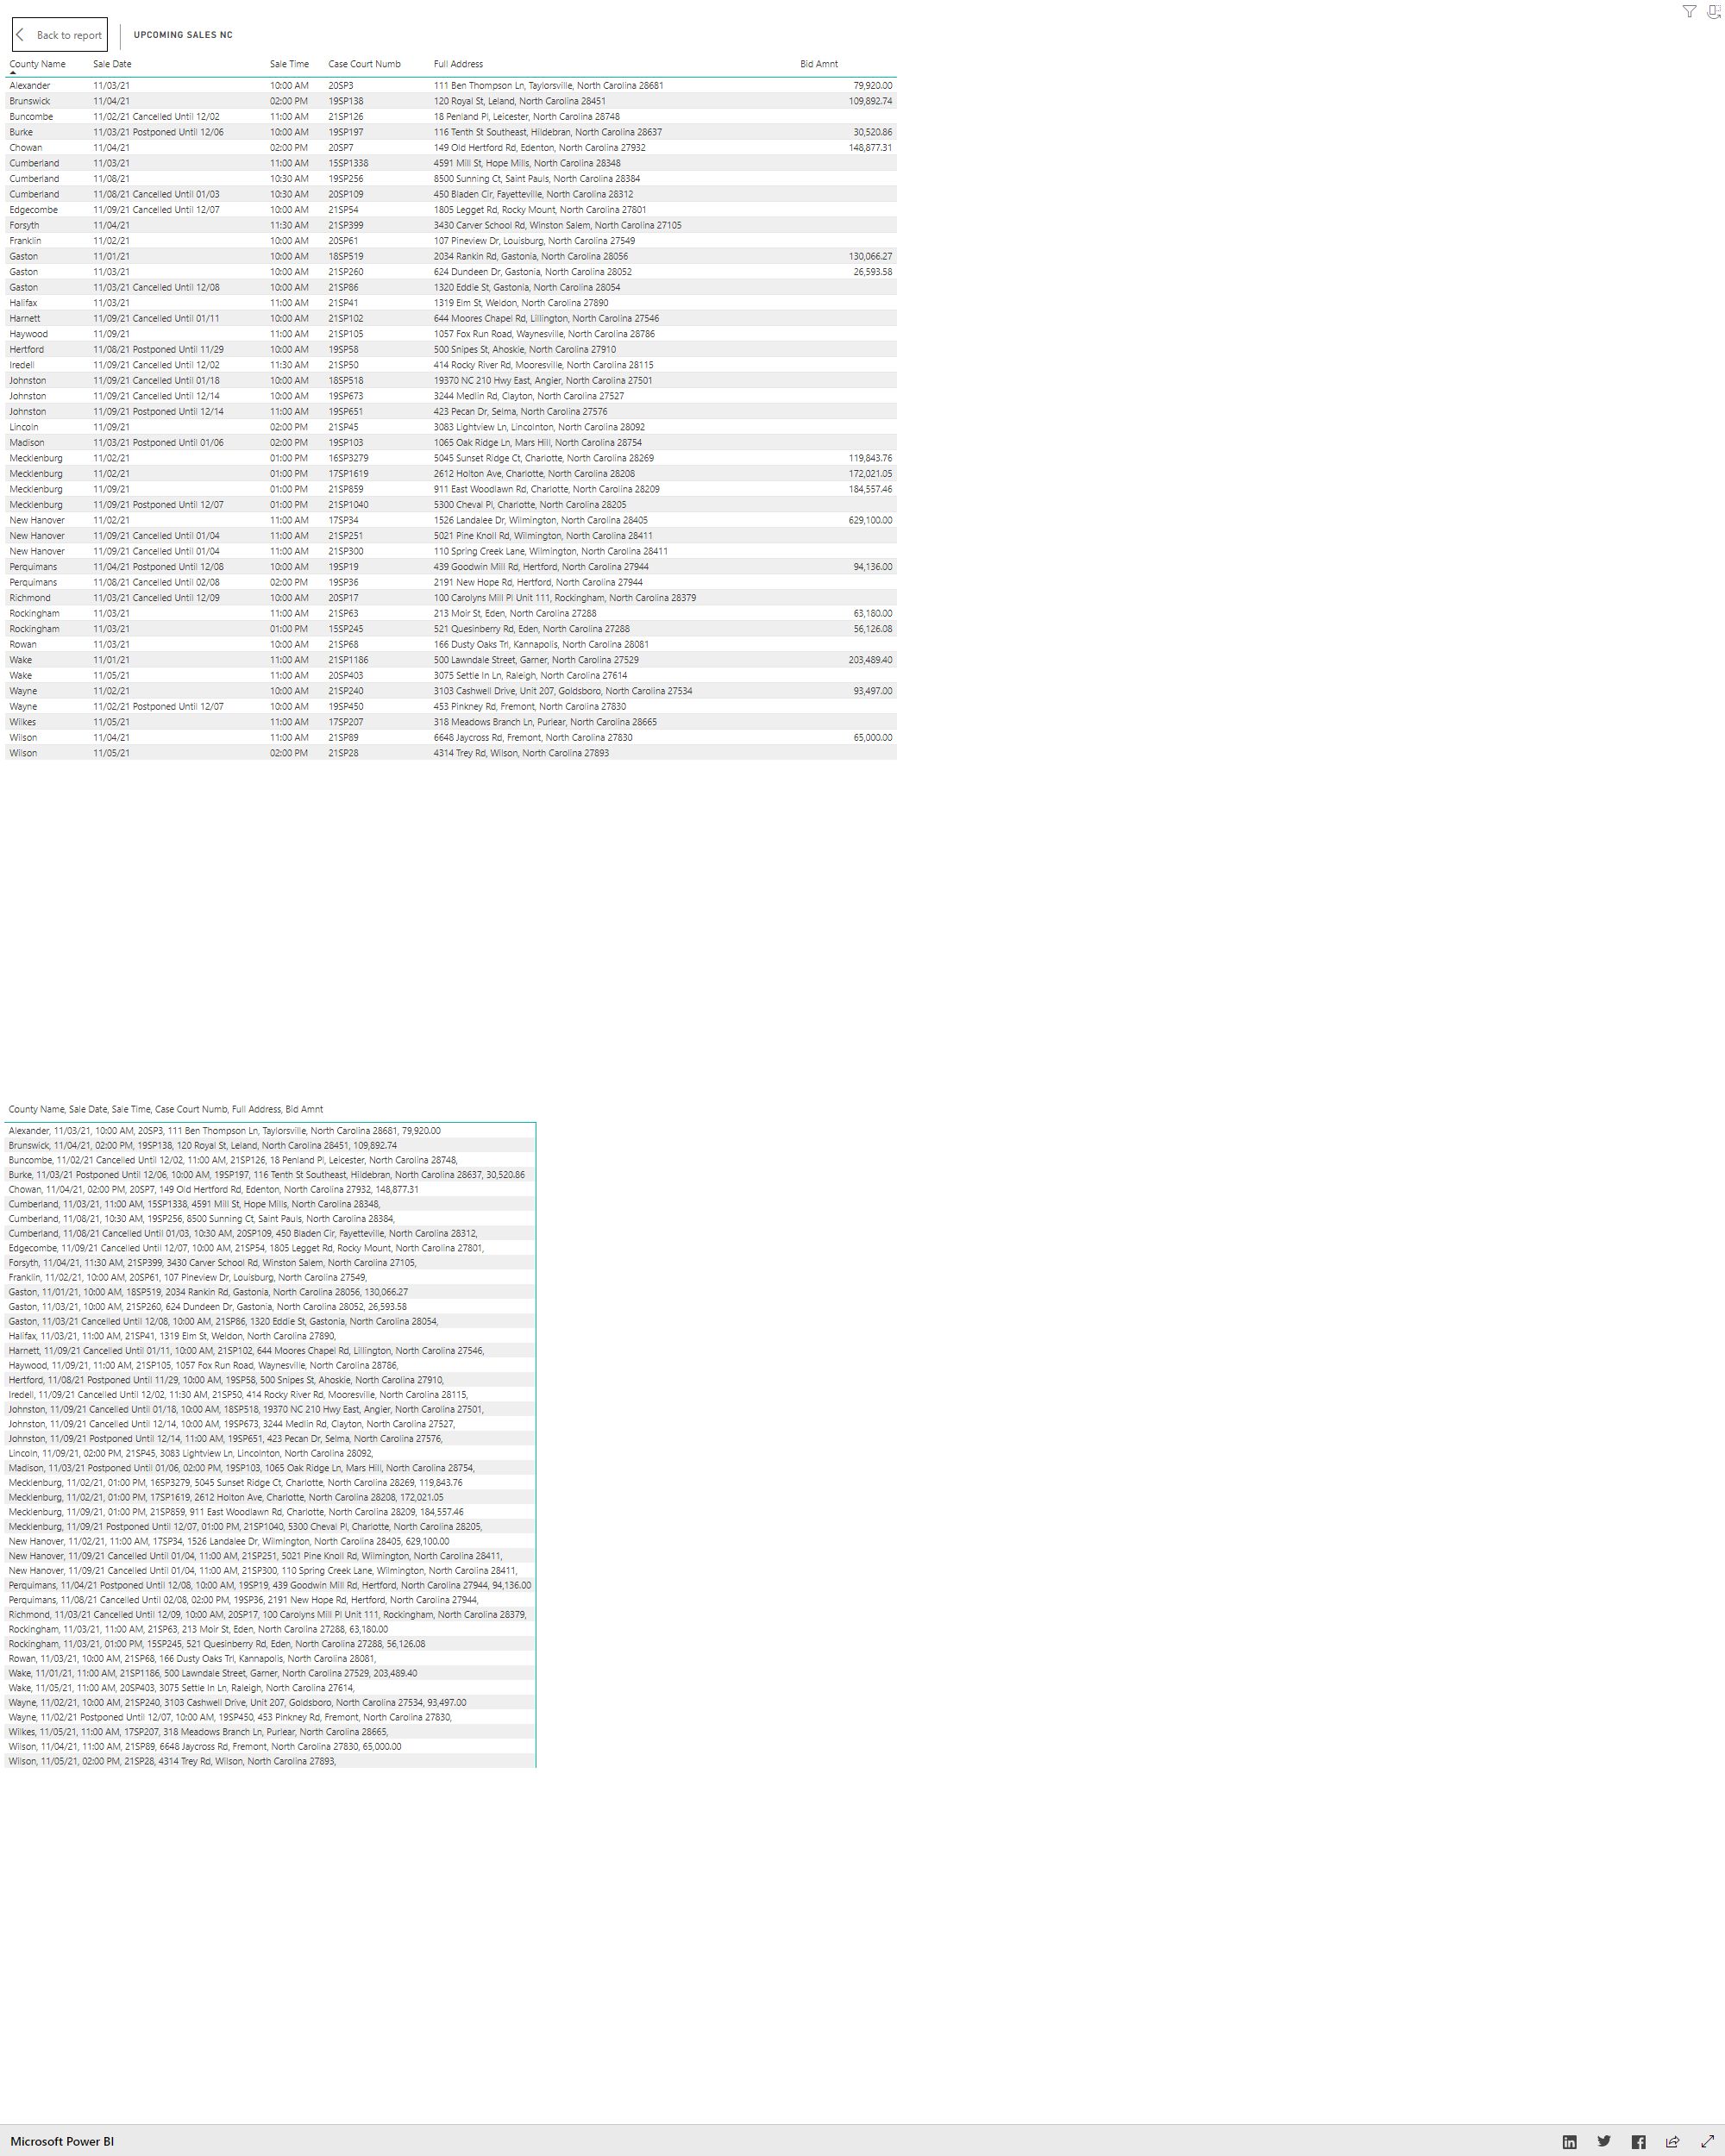 Back to report
UPCOMING SALES NC
County Name Sale Date Sale Time Case Court Numb Full Address Bid Amnt
Alexander 11/03/21 10:00 AM 20SP3 111 Ben Thompson Ln, Taylorsville, North Carolina 28681 79,920.00
Brunswick 11/04/21 02:00 PM 19SP138 120 Royal St, Leland, North Carolina 28451 109,892.74
Buncombe 11/02/21 Cancelled Until 12/02 11:00 AM 21SP126 18 Penland Pl, Leicester, North Carolina 28748
Burke 11/03/21 Postponed Until 12/06 10:00 AM 19SP197 116 Tenth St Southeast, Hildebran, North Carolina 28637 30,520.86
Chowan 11/04/21 02:00 PM 20SP7 149 Old Hertford Rd, Edenton, North Carolina 27932 148,877.31
Cumberland 11/03/21 11:00 AM 15SP1338 4591 Mill St, Hope Mills, North Carolina 28348
Cumberland 11/08/21 10:30 AM 19SP256 8500 Sunning Ct, Saint Pauls, North Carolina 28384
Cumberland 11/08/21 Cancelled Until 01/03 10:30 AM 20SP109 450 Bladen Cir, Fayetteville, North Carolina 28312
Edgecombe 11/09/21 Cancelled Until 12/07 10:00 AM 21SP54 1805 Legget Rd, Rocky Mount, North Carolina 27801
Forsyth 11/04/21 11:30 AM 21SP399 3430 Carver School Rd, Winston Salem, North Carolina 27105
Franklin 11/02/21 10:00 AM 20SP61 107 Pineview Dr, Louisburg, North Carolina 27549
Gaston 11/01/21 10:00 AM 18SP519 2034 Rankin Rd, Gastonia, North Carolina 28056 130,066.27
Gaston 11/03/21 10:00 AM 21SP260 624 Dundeen Dr, Gastonia, North Carolina 28052 26,593.58
Gaston 11/03/21 Cancelled Until 12/08 10:00 AM 21SP86 1320 Eddie St, Gastonia, North Carolina 28054
Halifax 11/03/21 11:00 AM 21SP41 1319 Elm St, Weldon, North Carolina 27890
Harnett 11/09/21 Cancelled Until 01/11 10:00 AM 21SP102 644 Moores Chapel Rd, Lillington, North Carolina 27546
Haywood 11/09/21 11:00 AM 21SP105 1057 Fox Run Road, Waynesville, North Carolina 28786
Hertford 11/08/21 Postponed Until 11/29 10:00 AM 19SP58 500 Snipes St, Ahoskie, North Carolina 27910
Iredell 11/09/21 Cancelled Until 12/02 11:30 AM 21SP50 414 Rocky River Rd, Mooresville, North Carolina 28115
Johnston 11/09/21 Cancelled Until 01/18 10:00 AM 18SP518 19370 NC 210 Hwy East, Angier, North Carolina 27501
Johnston 11/09/21 Cancelled Until 12/14 10:00 AM 19SP673 3244 Medlin Rd, Clayton, North Carolina 27527
Johnston 11/09/21 Postponed Until 12/14 11:00 AM 19SP651 423 Pecan Dr, Selma, North Carolina 27576
Lincoln 11/09/21 02:00 PM 21SP45 3083 Lightview Ln, Lincolnton, North Carolina 28092
Madison 11/03/21 Postponed Until 01/06 02:00 PM 19SP103 1065 Oak Ridge Ln, Mars Hill, North Carolina 28754
Mecklenburg 11/02/21 01:00 PM 16SP3279 5045 Sunset Ridge Ct, Charlotte, North Carolina 28269 119,843.76
Mecklenburg 11/02/21 01:00 PM 17SP1619 2612 Holton Ave, Charlotte, North Carolina 28208 172,021.05
Mecklenburg 11/09/21 01:00 PM 21SP859 911 East Woodlawn Rd, Charlotte, North Carolina 28209 184,557.46
Mecklenburg 11/09/21 Postponed Until 12/07 01:00 PM 21SP1040 5300 Cheval Pl, Charlotte, North Carolina 28205
New Hanover 11/02/21 11:00 AM 17SP34 1526 Landalee Dr, Wilmington, North Carolina 28405 629,100.00
New Hanover 11/09/21 Cancelled Until 01/04 11:00 AM 21SP251 5021 Pine Knoll Rd, Wilmington, North Carolina 28411
New Hanover 11/09/21 Cancelled Until 01/04 11:00 AM 21SP300 110 Spring Creek Lane, Wilmington, North Carolina 28411
Perquimans 11/04/21 Postponed Until 12/08 10:00 AM 19SP19 439 Goodwin Mill Rd, Hertford, North Carolina 27944 94,136.00
Perquimans 11/08/21 Cancelled Until 02/08 02:00 PM 19SP36 2191 New Hope Rd, Hertford, North Carolina 27944
Richmond 11/03/21 Cancelled Until 12/09 10:00 AM 20SP17 100 Carolyns Mill Pl Unit 111, Rockingham, North Carolina 28379
Rockingham 11/03/21 11:00 AM 21SP63 213 Moir St, Eden, North Carolina 27288 63,180.00
Rockingham 11/03/21 01:00 PM 15SP245 521 Quesinberry Rd, Eden, North Carolina 27288 56,126.08
Rowan 11/03/21 10:00 AM 21SP68 166 Dusty Oaks Trl, Kannapolis, North Carolina 28081
Wake 11/01/21 11:00 AM 21SP1186 500 Lawndale Street, Garner, North Carolina 27529 203,489.40
Wake 11/05/21 11:00 AM 20SP403 3075 Settle In Ln, Raleigh, North Carolina 27614
Wayne 11/02/21 10:00 AM 21SP240 3103 Cashwell Drive, Unit 207, Goldsboro, North Carolina 27534 93,497.00
Wayne 11/02/21 Postponed Until 12/07 10:00 AM 19SP450 453 Pinkney Rd, Fremont, North Carolina 27830
Wilkes 11/05/21 11:00 AM 17SP207 318 Meadows Branch Ln, Purlear, North Carolina 28665
Wilson 11/04/21 11:00 AM 21SP89 6648 Jaycross Rd, Fremont, North Carolina 27830 65,000.00
Wilson 11/05/21 02:00 PM 21SP28 4314 Trey Rd, Wilson, North Carolina 27893
County Name, Sale Date, Sale Time, Case Court Numb, Full Address, Bid Amnt
Alexander, 11/03/21, 10:00 AM, 20SP3, 111 Ben Thompson Ln, Taylorsville, North Carolina 28681, 79,920.00
Brunswick, 11/04/21, 02:00 PM, 19SP138, 120 Royal St, Leland, North Carolina 28451, 109,892.74
Buncombe, 11/02/21 Cancelled Until 12/02, 11:00 AM, 21SP126, 18 Penland Pl, Leicester, North Carolina 28748,
Burke, 11/03/21 Postponed Until 12/06, 10:00 AM, 19SP197, 116 Tenth St Southeast, Hildebran, North Carolina 28637, 30,520.86
Chowan, 11/04/21, 02:00 PM, 20SP7, 149 Old Hertford Rd, Edenton, North Carolina 27932, 148,877.31
Cumberland, 11/03/21, 11:00 AM, 15SP1338, 4591 Mill St, Hope Mills, North Carolina 28348,
Cumberland, 11/08/21, 10:30 AM, 19SP256, 8500 Sunning Ct, Saint Pauls, North Carolina 28384,
Cumberland, 11/08/21 Cancelled Until 01/03, 10:30 AM, 20SP109, 450 Bladen Cir, Fayetteville, North Carolina 28312,
Edgecombe, 11/09/21 Cancelled Until 12/07, 10:00 AM, 21SP54, 1805 Legget Rd, Rocky Mount, North Carolina 27801,
Forsyth, 11/04/21, 11:30 AM, 21SP399, 3430 Carver School Rd, Winston Salem, North Carolina 27105,
Franklin, 11/02/21, 10:00 AM, 20SP61, 107 Pineview Dr, Louisburg, North Carolina 27549,
Gaston, 11/01/21, 10:00 AM, 18SP519, 2034 Rankin Rd, Gastonia, North Carolina 28056, 130,066.27
Gaston, 11/03/21, 10:00 AM, 21SP260, 624 Dundeen Dr, Gastonia, North Carolina 28052, 26,593.58
Gaston, 11/03/21 Cancelled Until 12/08, 10:00 AM, 21SP86, 1320 Eddie St, Gastonia, North Carolina 28054,
Halifax, 11/03/21, 11:00 AM, 21SP41, 1319 Elm St, Weldon, North Carolina 27890,
Harnett, 11/09/21 Cancelled Until 01/11, 10:00 AM, 21SP102, 644 Moores Chapel Rd, Lillington, North Carolina 27546,
Haywood, 11/09/21, 11:00 AM, 21SP105, 1057 Fox Run Road, Waynesville, North Carolina 28786,
Hertford, 11/08/21 Postponed Until 11/29, 10:00 AM, 19SP58, 500 Snipes St, Ahoskie, North Carolina 27910,
Iredell, 11/09/21 Cancelled Until 12/02, 11:30 AM, 21SP50, 414 Rocky River Rd, Mooresville, North Carolina 28115,
Johnston, 11/09/21 Cancelled Until 01/18, 10:00 AM, 18SP518, 19370 NC 210 Hwy East, Angier, North Carolina 27501,
Johnston, 11/09/21 Cancelled Until 12/14, 10:00 AM, 19SP673, 3244 Medlin Rd, Clayton, North Carolina 27527,
Johnston, 11/09/21 Postponed Until 12/14, 11:00 AM, 19SP651, 423 Pecan Dr, Selma, North Carolina 27576,
Lincoln, 11/09/21, 02:00 PM, 21SP45, 3083 Lightview Ln, Lincolnton, North Carolina 28092,
Madison, 11/03/21 Postponed Until 01/06, 02:00 PM, 19SP103, 1065 Oak Ridge Ln, Mars Hill, North Carolina 28754,
Mecklenburg, 11/02/21, 01:00 PM, 16SP3279, 5045 Sunset Ridge Ct, Charlotte, North Carolina 28269, 119,843.76
Mecklenburg, 11/02/21, 01:00 PM, 17SP1619, 2612 Holton Ave, Charlotte, North Carolina 28208, 172,021.05
Mecklenburg, 11/09/21, 01:00 PM, 21SP859, 911 East Woodlawn Rd, Charlotte, North Carolina 28209, 184,557.46
Mecklenburg, 11/09/21 Postponed Until 12/07, 01:00 PM, 21SP1040, 5300 Cheval Pl, Charlotte, North Carolina 28205,
New Hanover, 11/02/21, 11:00 AM, 17SP34, 1526 Landalee Dr, Wilmington, North Carolina 28405, 629,100.00
New Hanover, 11/09/21 Cancelled Until 01/04, 11:00 AM, 21SP251, 5021 Pine Knoll Rd, Wilmington, North Carolina 28411,
New Hanover, 11/09/21 Cancelled Until 01/04, 11:00 AM, 21SP300, 110 Spring Creek Lane, Wilmington, North Carolina 28411,
Perquimans, 11/04/21 Postponed Until 12/08, 10:00 AM, 19SP19, 439 Goodwin Mill Rd, Hertford, North Carolina 27944, 94,136.00
Perquimans, 11/08/21 Cancelled Until 02/08, 02:00 PM, 19SP36, 2191 New Hope Rd, Hertford, North Carolina 27944,
Richmond, 11/03/21 Cancelled Until 12/09, 10:00 AM, 20SP17, 100 Carolyns Mill Pl Unit 111, Rockingham, North Carolina 28379,
Rockingham, 11/03/21, 11:00 AM, 21SP63, 213 Moir St, Eden, North Carolina 27288, 63,180.00
Rockingham, 11/03/21, 01:00 PM, 15SP245, 521 Quesinberry Rd, Eden, North Carolina 27288, 56,126.08
Rowan, 11/03/21, 10:00 AM, 21SP68, 166 Dusty Oaks Trl, Kannapolis, North Carolina 28081,
Wake, 11/01/21, 11:00 AM, 21SP1186, 500 Lawndale Street, Garner, North Carolina 27529, 203,489.40
Wake, 11/05/21, 11:00 AM, 20SP403, 3075 Settle In Ln, Raleigh, North Carolina 27614,
Wayne, 11/02/21, 10:00 AM, 21SP240, 3103 Cashwell Drive, Unit 207, Goldsboro, North Carolina 27534, 93,497.00
Wayne, 11/02/21 Postponed Until 12/07, 10:00 AM, 19SP450, 453 Pinkney Rd, Fremont, North Carolina 27830,
Wilkes, 11/05/21, 11:00 AM, 17SP207, 318 Meadows Branch Ln, Purlear, North Carolina 28665,
Wilson, 11/04/21, 11:00 AM, 21SP89, 6648 Jaycross Rd, Fremont, North Carolina 27830, 65,000.00
Wilson, 11/05/21, 02:00 PM, 21SP28, 4314 Trey Rd, Wilson, North Carolina 27893,
Microsoft Power BI